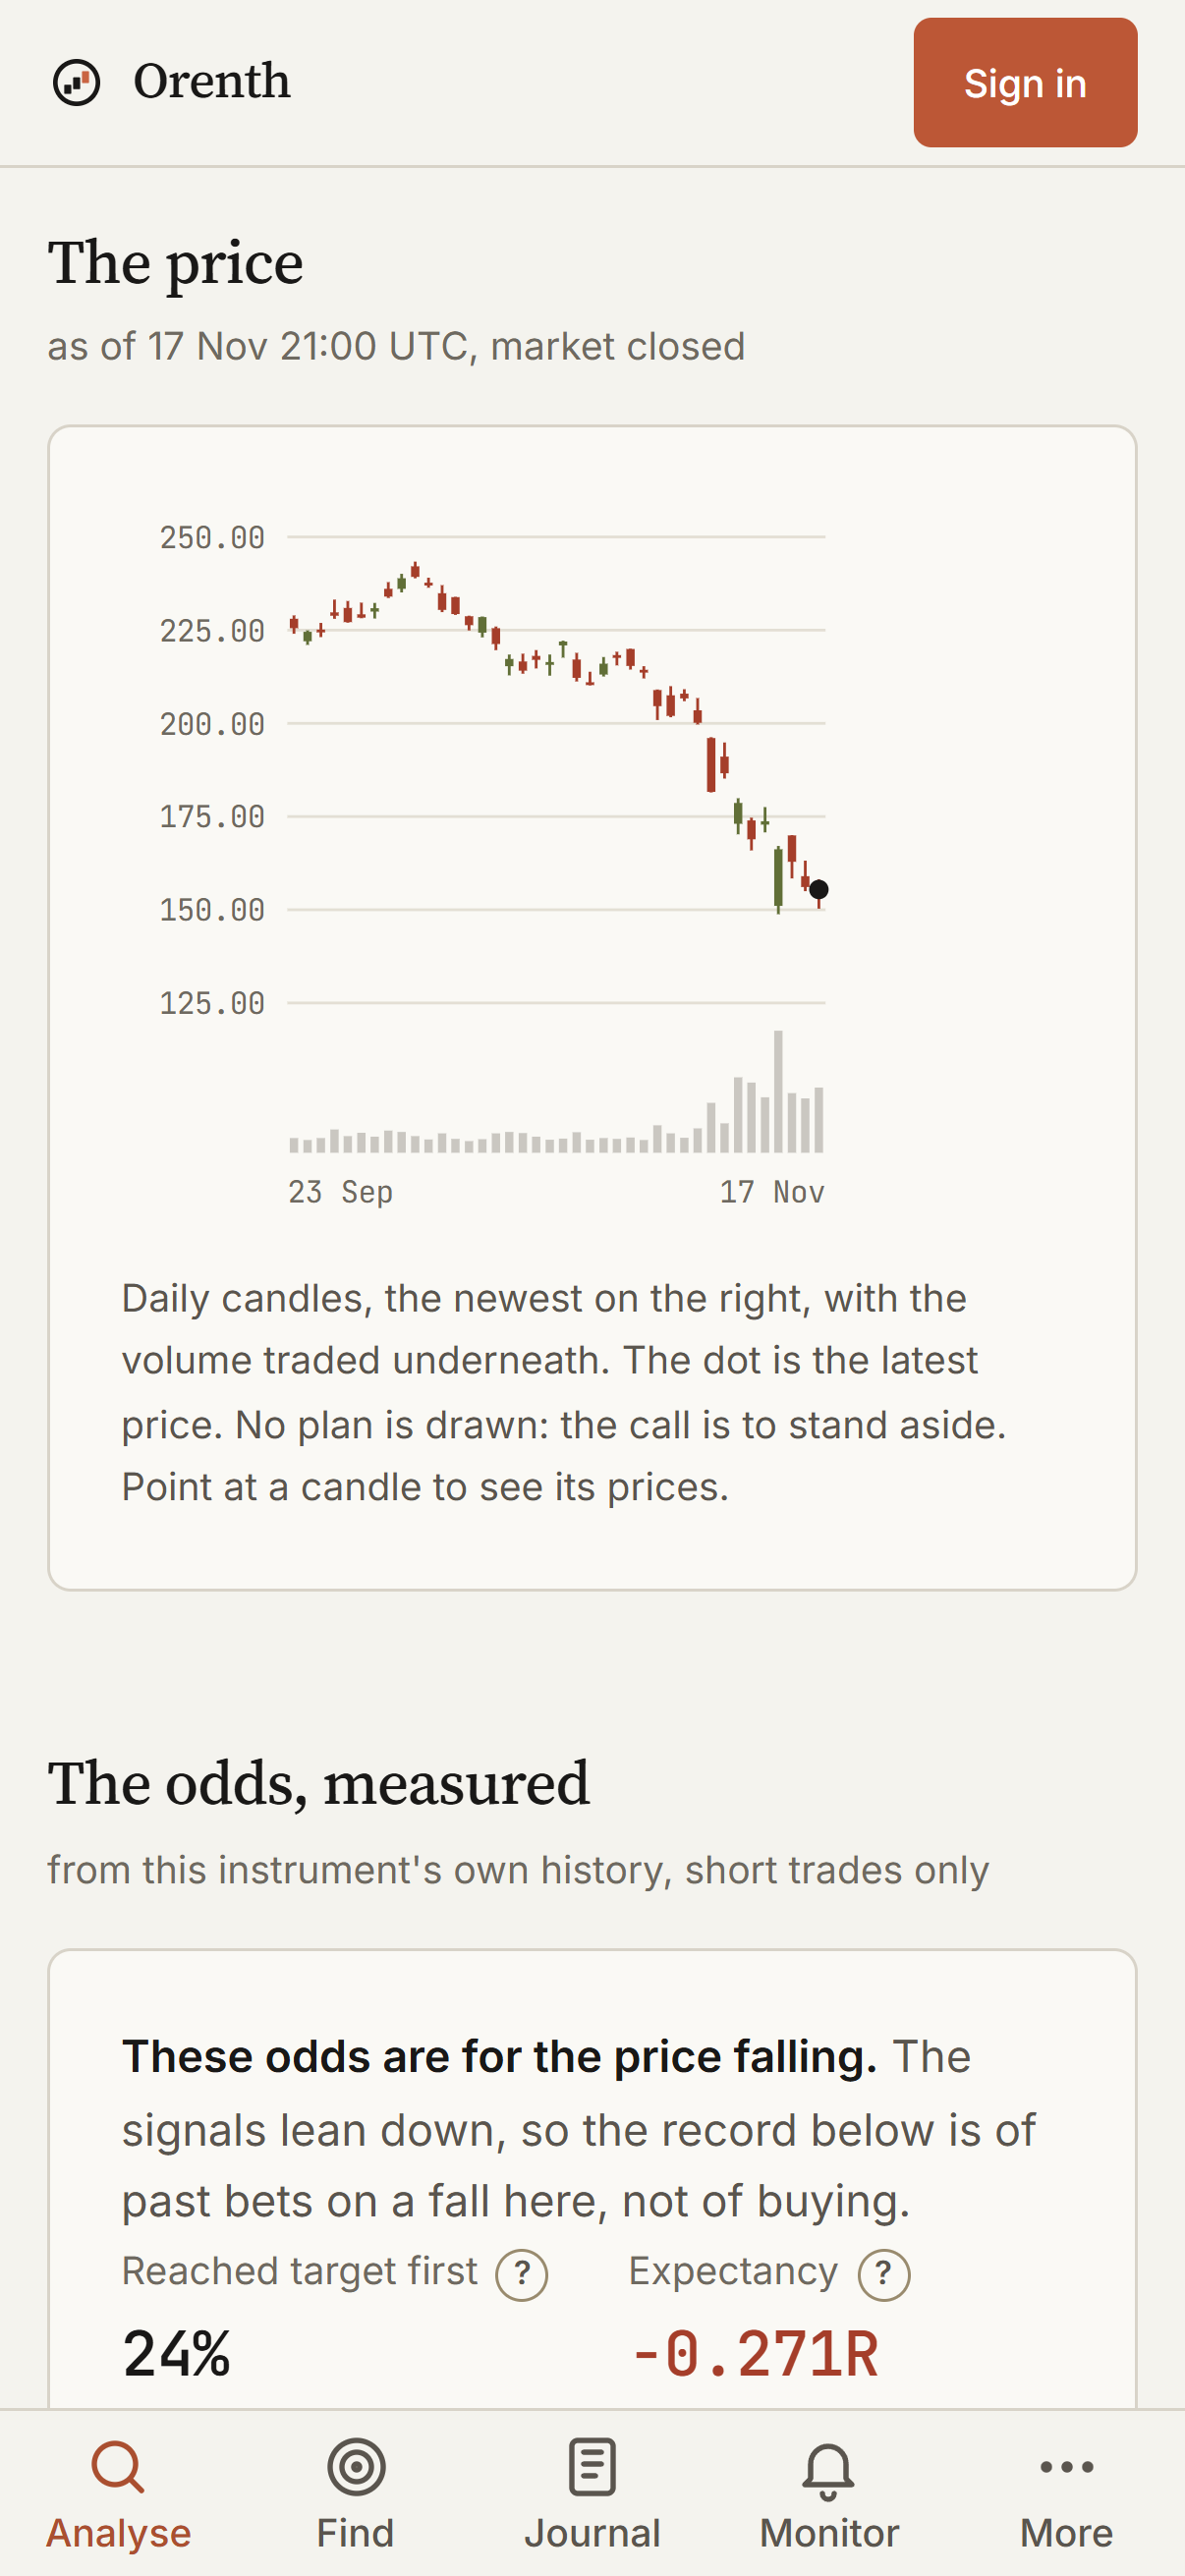 Orenth
Sign in
The price
as of 17 Nov 21:00 UTC, market closed
250.00
225.00
200.00
175.00
150.00
125.00
23 Sep
17 Nov
Daily candles, the newest on the right, with the
volume traded underneath. The dot is the latest
price. No plan is drawn: the call is to stand aside.
Point at a candle to see its prices.
The odds, measured
from this instrument's own history, short trades only
These odds are for the price falling. The
signals lean down, so the record below is of
past bets on a fall here, not of buying.
Reached target first ?
Expectancy ?
24%
-0.271R
Analyse
Find
Journal
Monitor
More